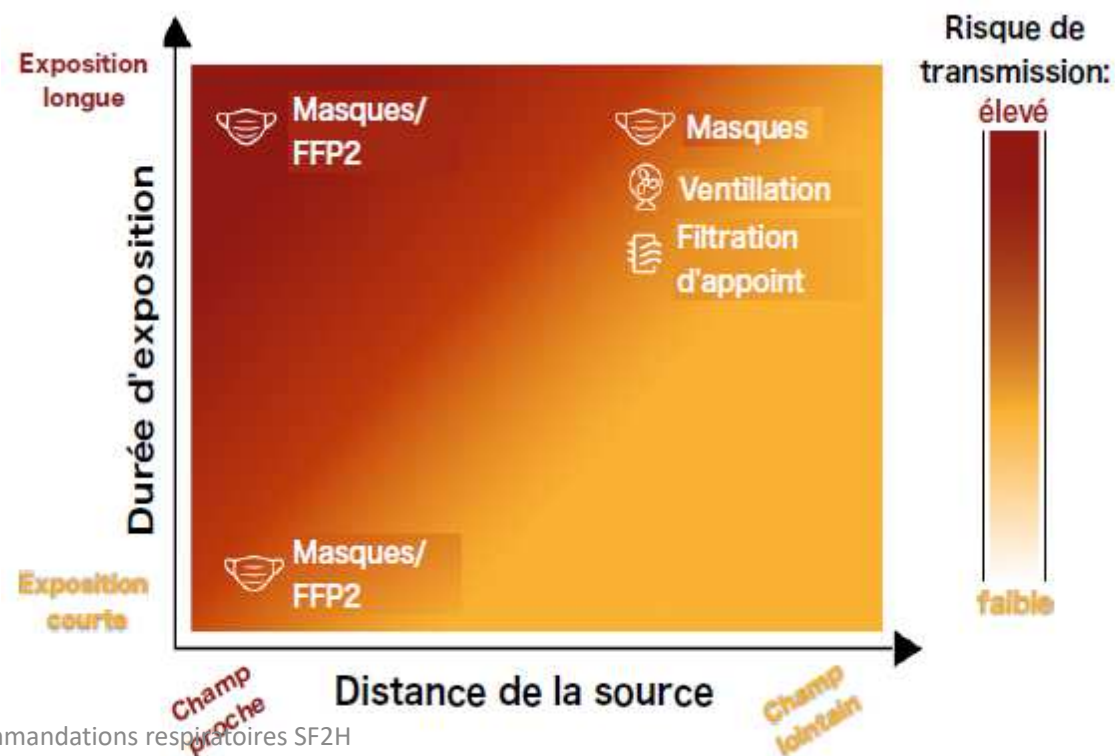 Exposition
longue
Masques/
FFP2
Masques
Ventillation
Filtration
d'appoint
Durée d'exposition
Masques/
FFP2
Exposition
courte
Champ
proche
Distance de la source
Champ
lointain
Risque de
transmission:
élevé
faible
mmandations respiratoires SF2H